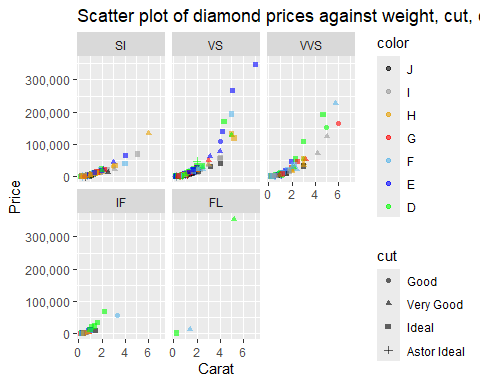 Scatter plot of diamond prices against weight, cut,
SI VS VVS
300,000
200,000
100,000
0
0 2 4 6
IF FL
300,000
200,000
100,000
0
0 2 4 6 0 2 4 6
Price
Carat
color
J
I
H
G
F
E
D
cut
Good
Very Good
Ideal
Astor Ideal